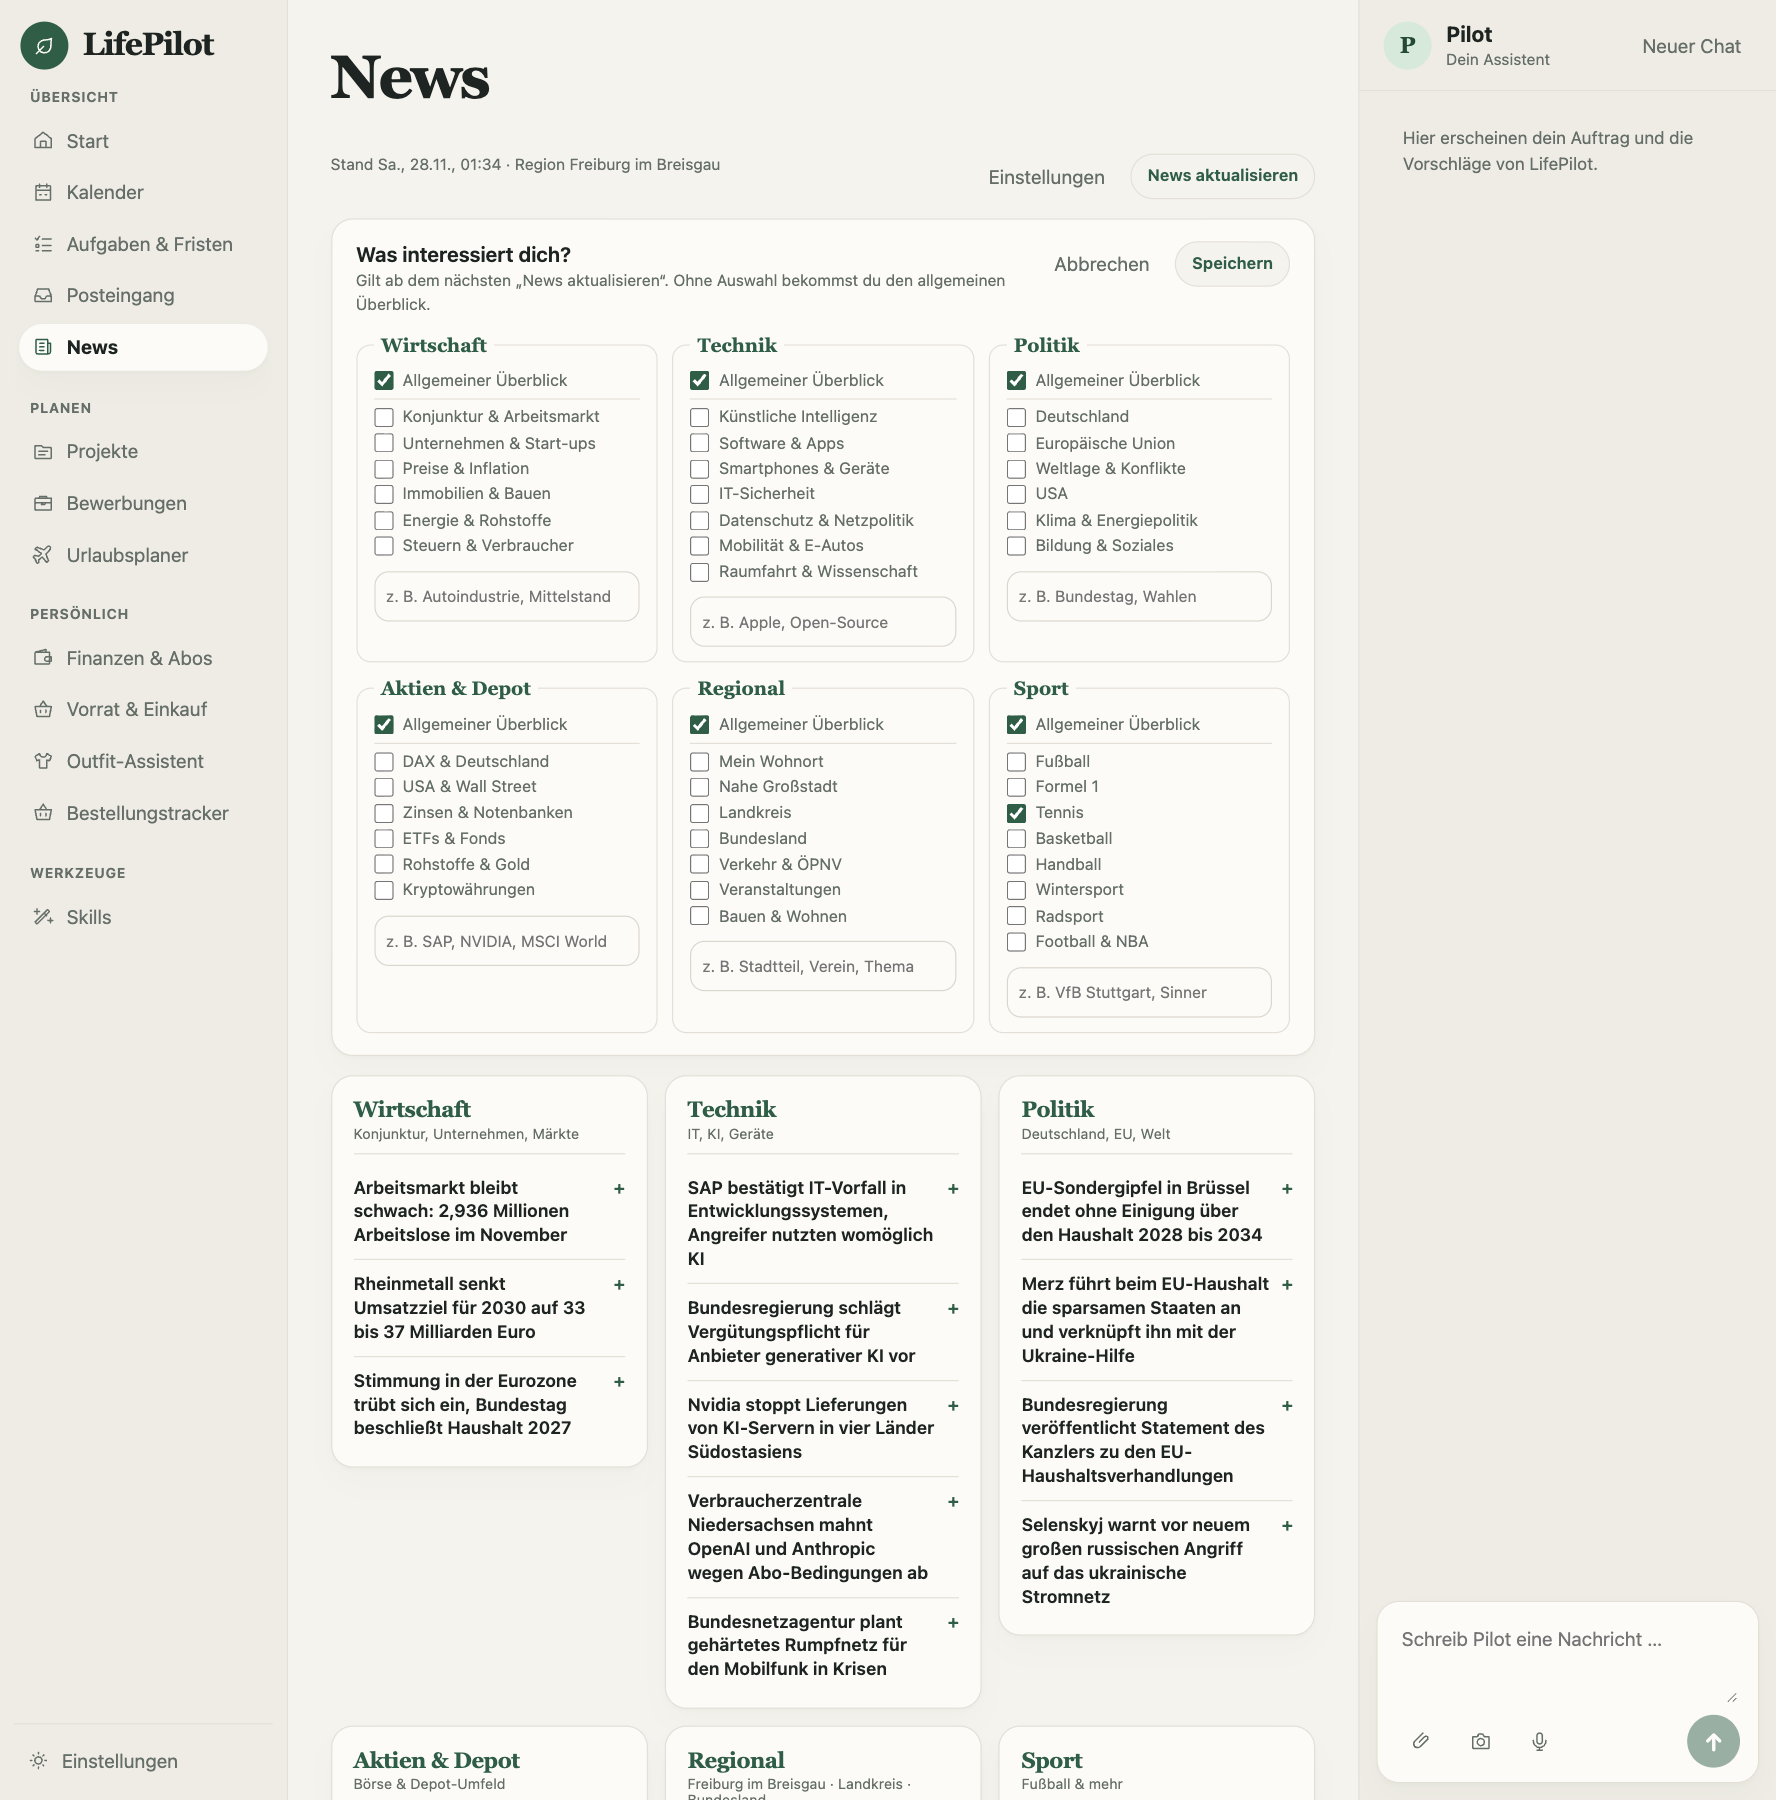 LifePilot
ÜBERSICHT
Start
Kalender
Aufgaben & Fristen
Posteingang
News
PLANEN
Projekte
Bewerbungen
Urlaubsplaner
PERSÖNLICH
Finanzen & Abos
Vorrat & Einkauf
Outfit-Assistent
Bestellungstracker
WERKZEUGE
Skills
Einstellungen
News
Stand Sa., 28.11., 01:34 · Region Freiburg im Breisgau
Einstellungen
News aktualisieren
Was interessiert dich?
Gilt ab dem nächsten „News aktualisieren“. Ohne Auswahl bekommst du den allgemeinen
Überblick.
Abbrechen
Speichern
Wirtschaft
Allgemeiner Überblick
Konjunktur & Arbeitsmarkt
Unternehmen & Start-ups
Preise & Inflation
Immobilien & Bauen
Energie & Rohstoffe
Steuern & Verbraucher
z. B. Autoindustrie, Mittelstand
Technik
Allgemeiner Überblick
Künstliche Intelligenz
Software & Apps
Smartphones & Geräte
IT-Sicherheit
Datenschutz & Netzpolitik
Mobilität & E-Autos
Raumfahrt & Wissenschaft
z. B. Apple, Open-Source
Politik
Allgemeiner Überblick
Deutschland
Europäische Union
Weltlage & Konflikte
USA
Klima & Energiepolitik
Bildung & Soziales
z. B. Bundestag, Wahlen
Aktien & Depot
Allgemeiner Überblick
DAX & Deutschland
USA & Wall Street
Zinsen & Notenbanken
ETFs & Fonds
Rohstoffe & Gold
Kryptowährungen
z. B. SAP, NVIDIA, MSCI World
Regional
Allgemeiner Überblick
Mein Wohnort
Nahe Großstadt
Landkreis
Bundesland
Verkehr & ÖPNV
Veranstaltungen
Bauen & Wohnen
z. B. Stadtteil, Verein, Thema
Sport
Allgemeiner Überblick
Fußball
Formel 1
Tennis
Basketball
Handball
Wintersport
Radsport
Football & NBA
z. B. VfB Stuttgart, Sinner
Wirtschaft
Konjunktur, Unternehmen, Märkte
Arbeitsmarkt bleibt +
schwach: 2,936 Millionen
Arbeitslose im November
Rheinmetall senkt +
Umsatzziel für 2030 auf 33
bis 37 Milliarden Euro
Stimmung in der Eurozone +
trübt sich ein, Bundestag
beschließt Haushalt 2027
Technik
IT, KI, Geräte
SAP bestätigt IT-Vorfall in +
Entwicklungssystemen,
Angreifer nutzten womöglich
KI
Bundesregierung schlägt +
Vergütungspflicht für
Anbieter generativer KI vor
Nvidia stoppt Lieferungen +
von KI-Servern in vier Länder
Südostasiens
Verbraucherzentrale +
Niedersachsen mahnt
OpenAI und Anthropic
wegen Abo-Bedingungen ab
Bundesnetzagentur plant +
gehärtetes Rumpfnetz für
den Mobilfunk in Krisen
Politik
Deutschland, EU, Welt
EU-Sondergipfel in Brüssel +
endet ohne Einigung über
den Haushalt 2028 bis 2034
Merz führt beim EU-Haushalt +
die sparsamen Staaten an
und verknüpft ihn mit der
Ukraine-Hilfe
Bundesregierung +
veröffentlicht Statement des
Kanzlers zu den EU-
Haushaltsverhandlungen
Selenskyj warnt vor neuem +
großen russischen Angriff
auf das ukrainische
Stromnetz
Aktien & Depot
Börse & Depot-Umfeld
Regional
Freiburg im Breisgau · Landkreis ·
Bundesland
Sport
Fußball & mehr
P
Pilot
Dein Assistent
Neuer Chat
Hier erscheinen dein Auftrag und die
Vorschläge von LifePilot.
Schreib Pilot eine Nachricht ...